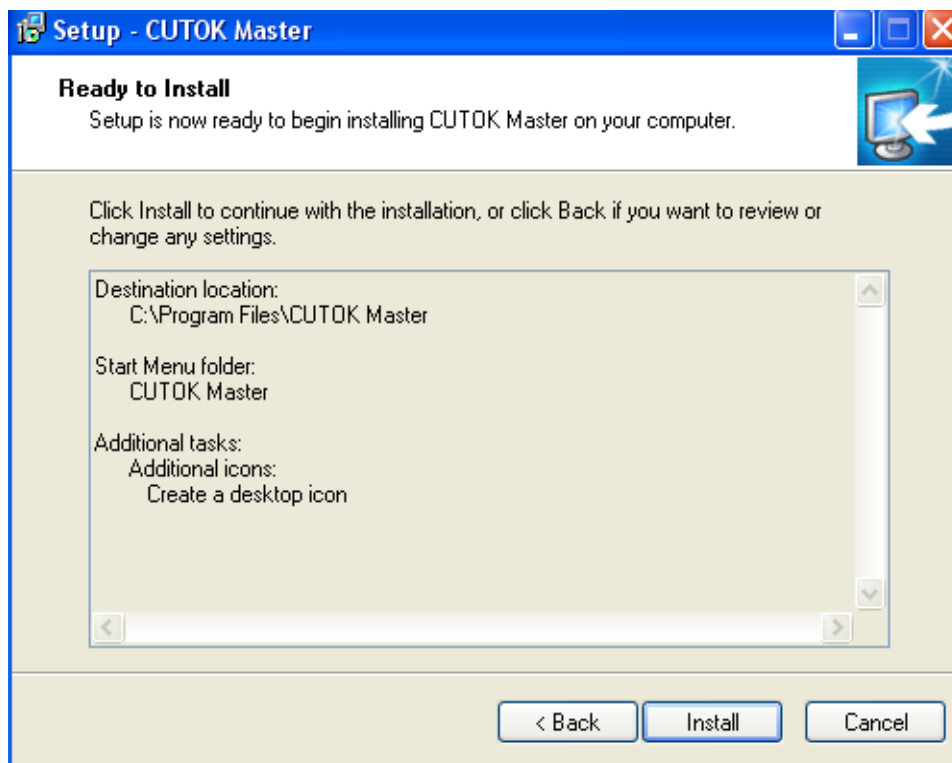 Setup - CUTOK Master
Ready to Install
Setup is now ready to begin installing CUTOK Master on your computer.
Click Install to continue with the installation, or click Back if you want to review or
change any settings.
Destination location:
C:\Program Files\CUTOK Master
Start Menu folder:
CUTOK Master
Additional tasks:
Additional icons:
Create a desktop icon
< Back Install Cancel